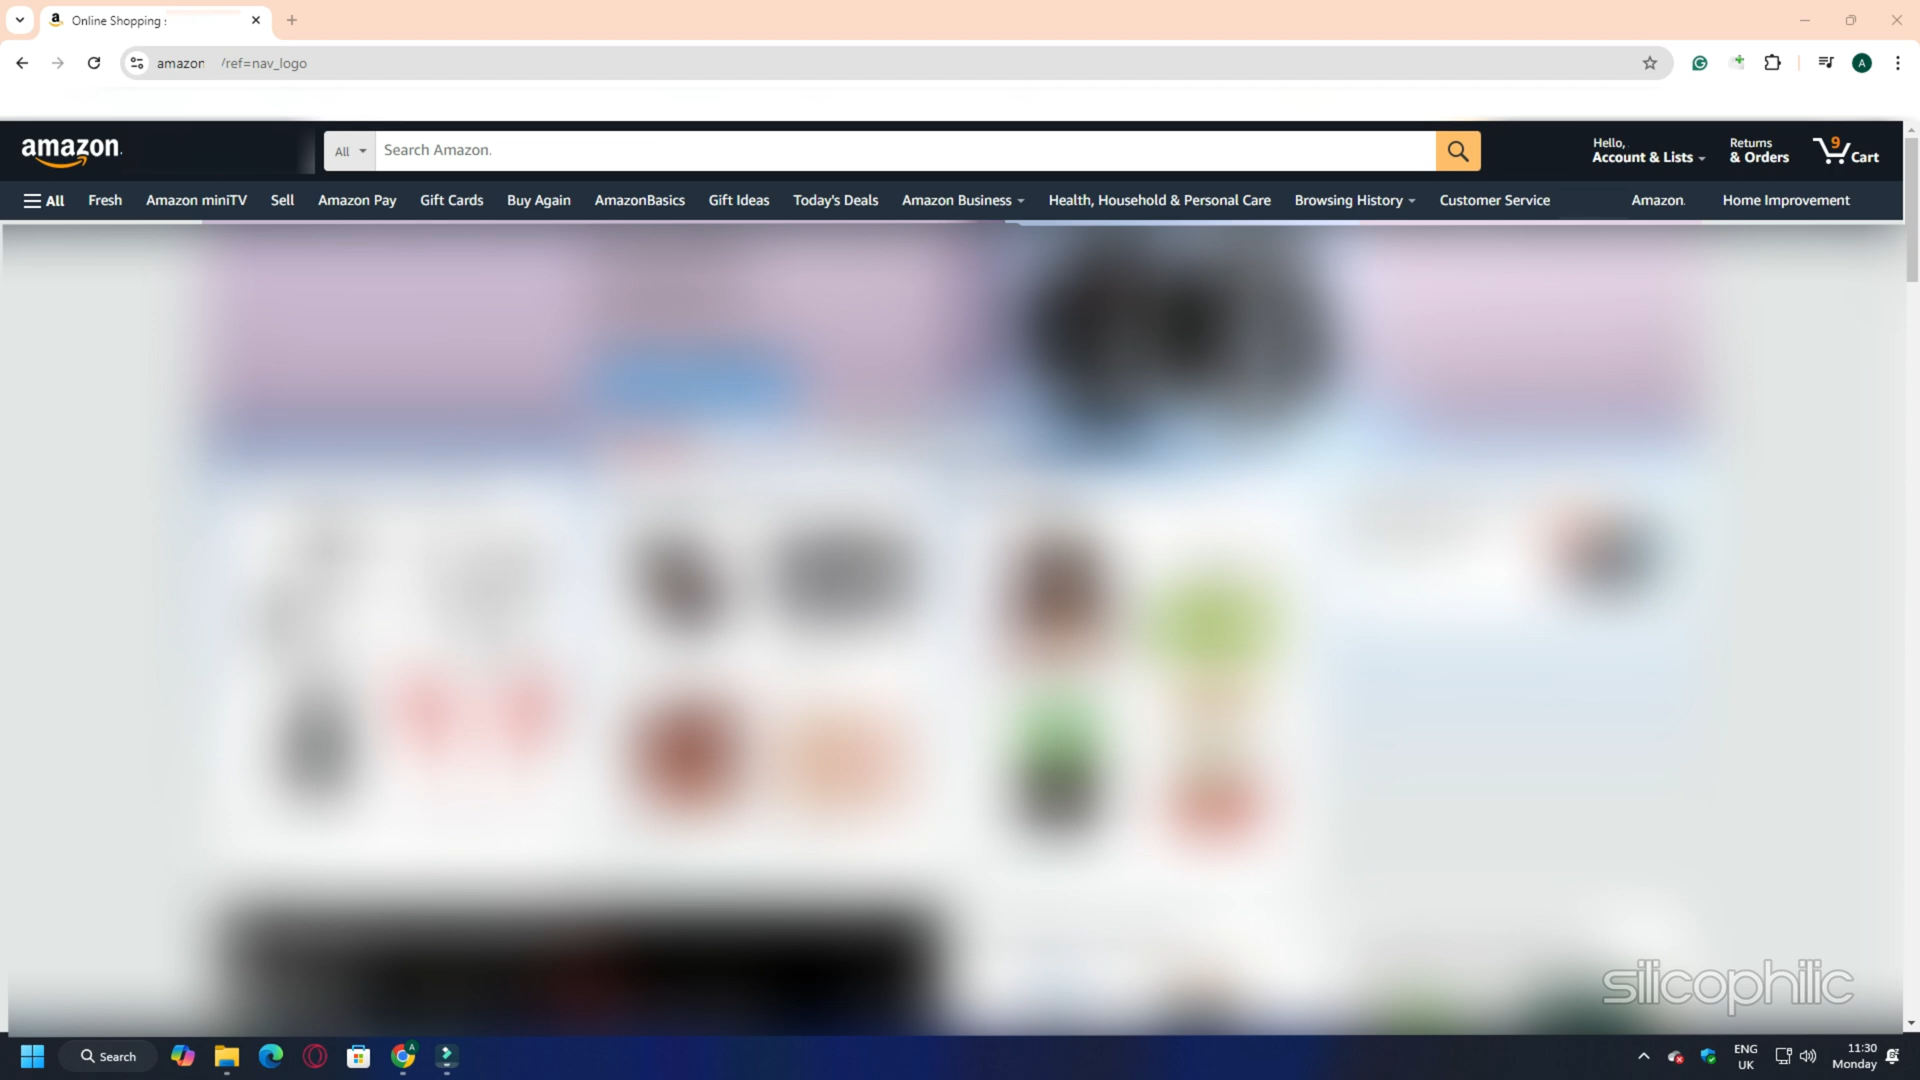 Online Shopping :
amazon /ref=nav_logo
A
amazon.
All
Search Amazon.
Hello,
Account & Lists
Returns
& Orders
9
Cart
All
Fresh
Amazon miniTV
Sell
Amazon Pay
Gift Cards
Buy Again
AmazonBasics
Gift Ideas
Today's Deals
Amazon Business
Health, Household & Personal Care
Browsing History
Customer Service
Amazon.
Home Improvement
silicophilic
Search
A
ENG
UK
11:30
Monday